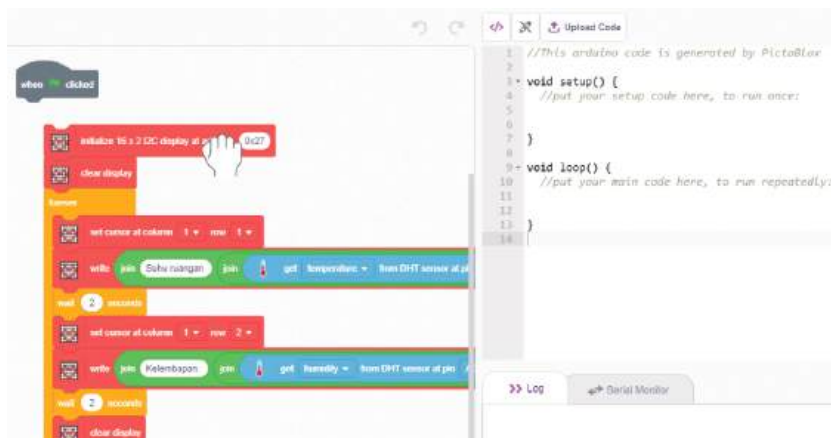 when clicked
initialize 16 x 2 I2C display at 0x27
clear display
forever
set cursor at column 1 row 1
write join Suhu ruangan join get temperature from DHT sensor at
wait 2 seconds
set cursor at column 1 row 2
write join Kelembapan join get humidity from DHT sensor at pin
wait 2 seconds
clear display
</> Upload Code
1 //This arduino code is generated by PictoBlox
2
3 void setup() {
4 //put your setup code here, to run once:
5
6
7 }
8
9 void loop() {
10 //put your main code here, to run repeatedly:
11
12
13 }
14
Log
Serial Monitor